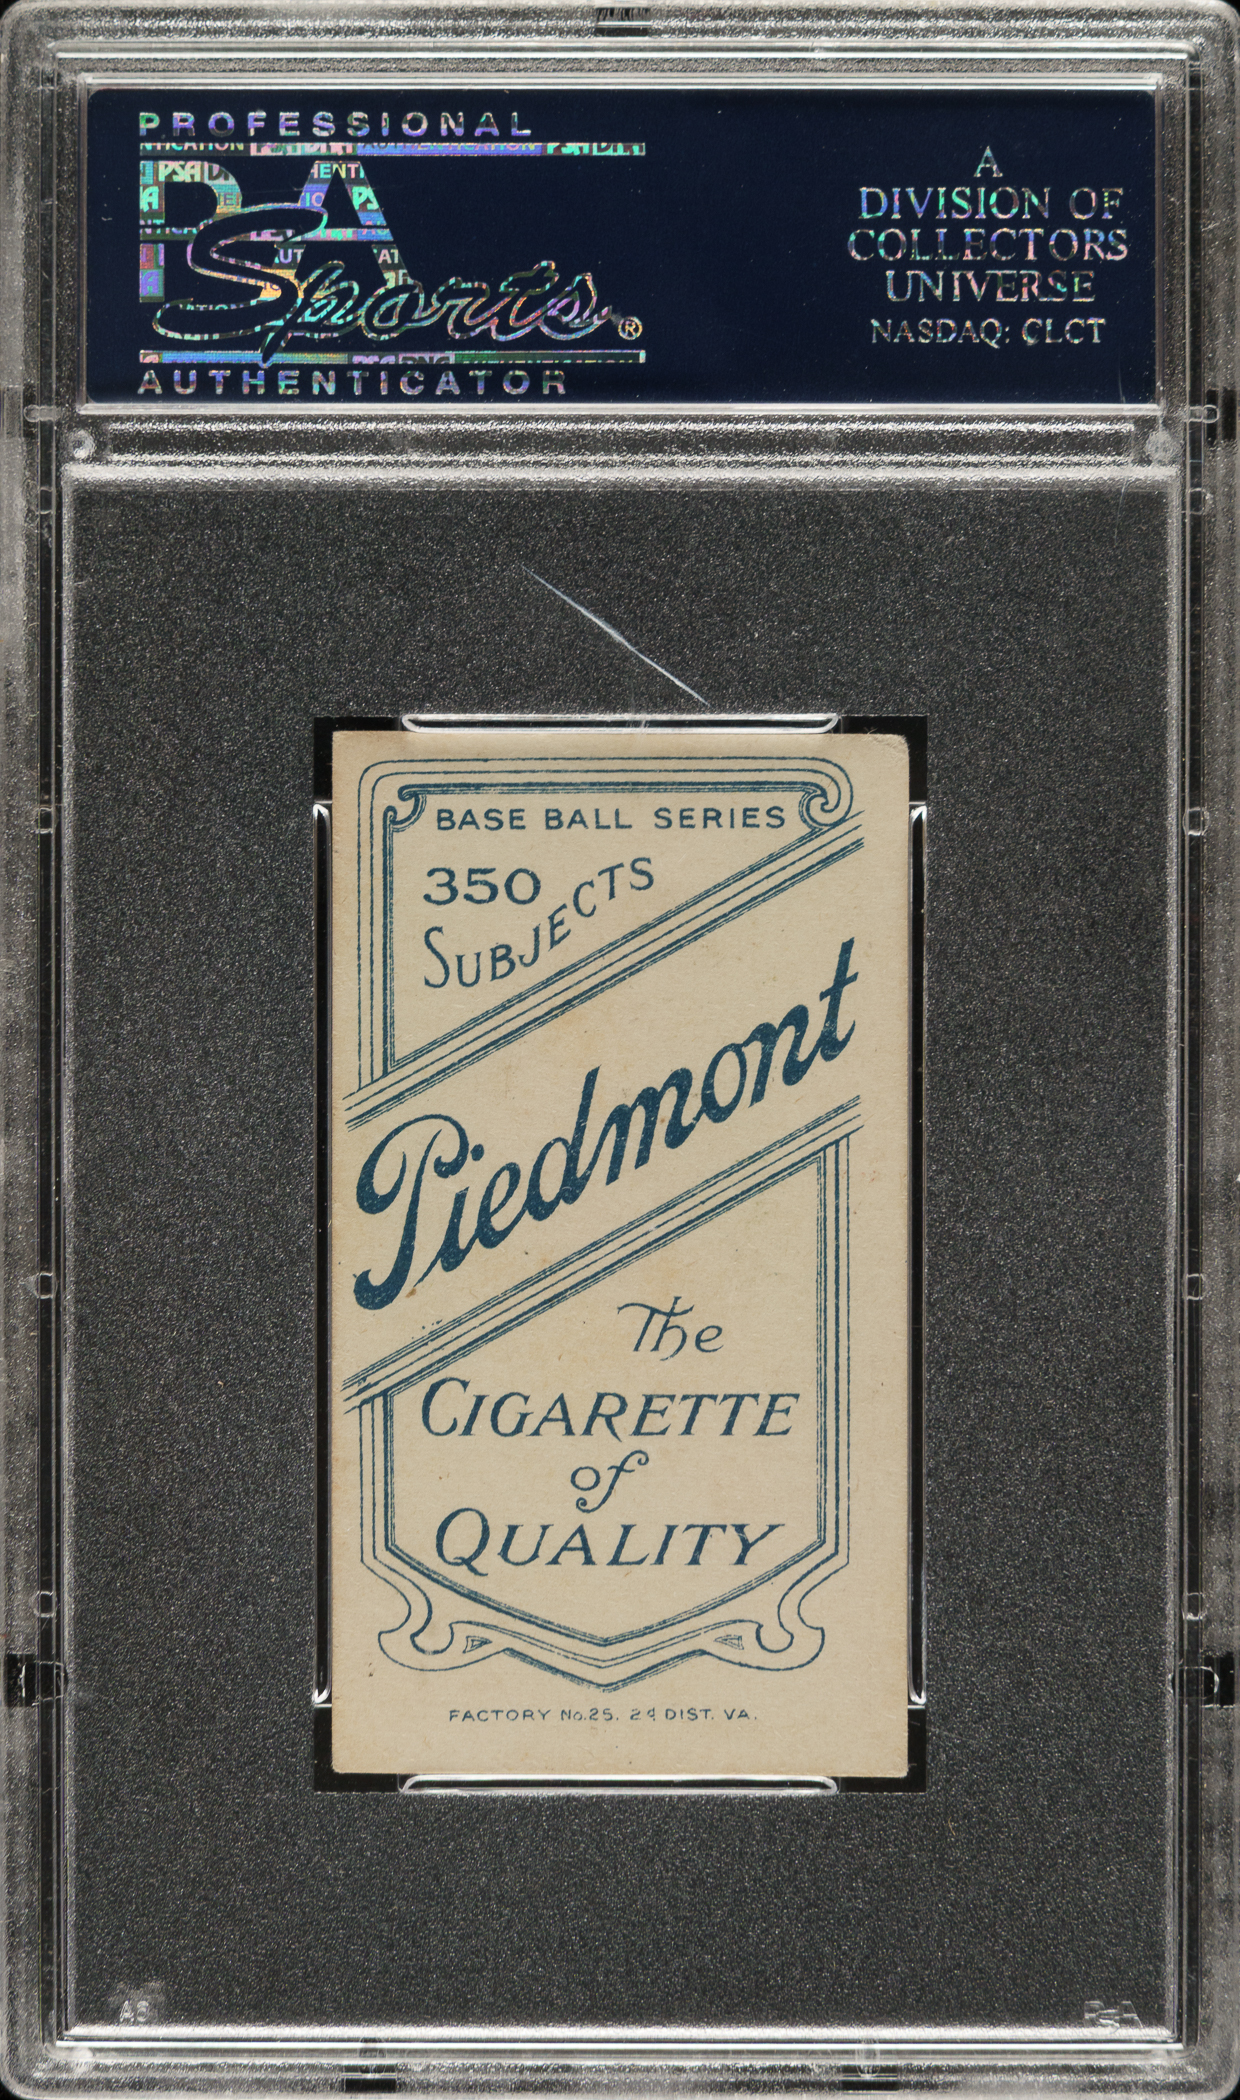 PROFESSIONAL
PSA
Sports®
AUTHENTICATOR
A
DIVISION OF
COLLECTORS
UNIVERSE
NASDAQ: CLCT
BASE BALL SERIES
350
SUBJECTS
Piedmont
The
CIGARETTE
of
QUALITY
FACTORY No.25. 2d DIST. VA.
PSA